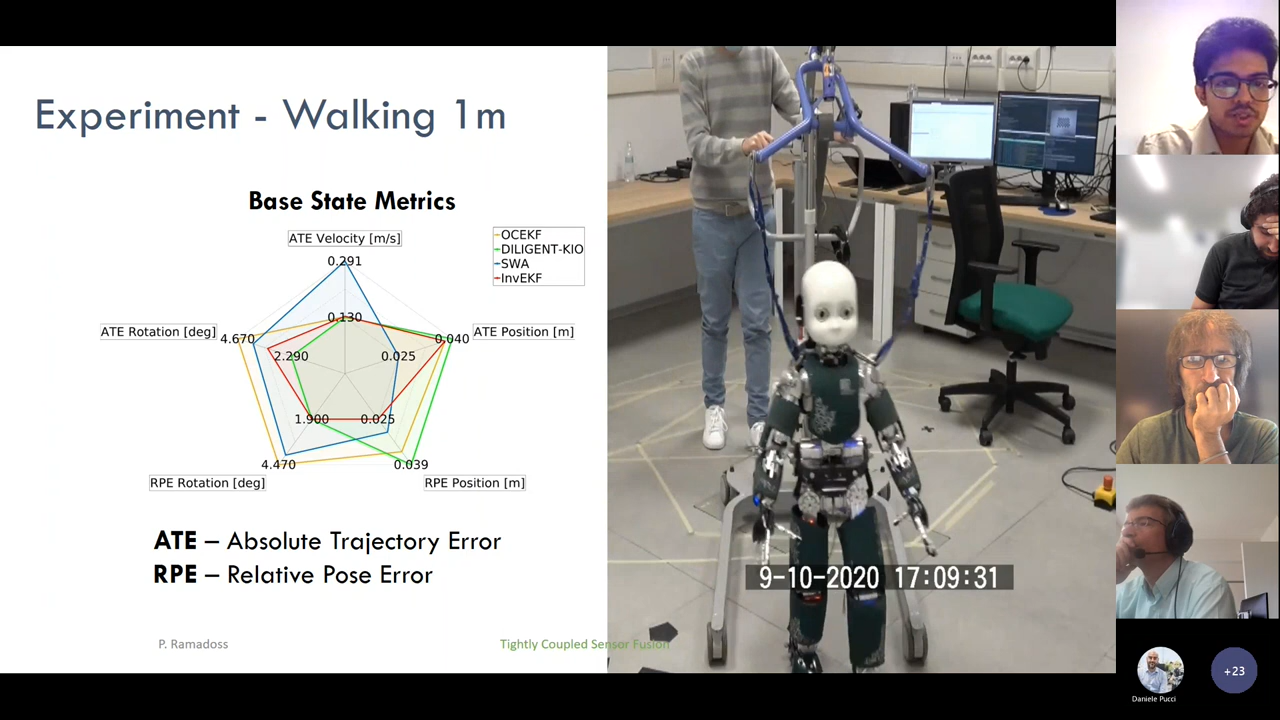 Experiment - Walking 1m
Base State Metrics
ATE Velocity [m/s]
OCEKF
DILIGENT-KIO
SWA
InvEKF
0.291
0.130
ATE Rotation [deg]
4.670
2.290
0.025
0.040
ATE Position [m]
1.900
0.025
4.470
0.039
RPE Rotation [deg]
RPE Position [m]
ATE – Absolute Trajectory Error
RPE – Relative Pose Error
9-10-2020 17:09:31
P. Ramadoss
Tightly Coupled Sensor Fusion
Daniele Pucci
+23